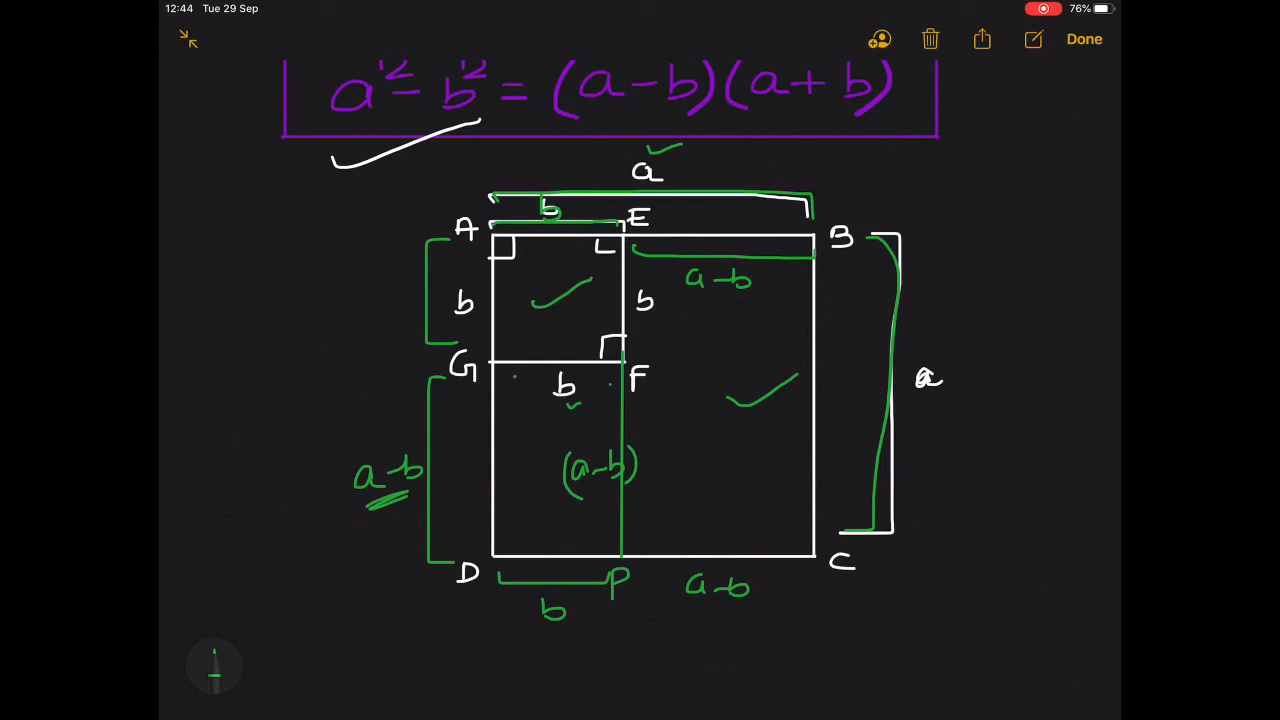 12:44 Tue 29 Sep
76%
Done
a² - b² = (a - b)(a + b)
a
b
A
E
B
b
b
a-b
a
G
b
F
a-b
(a-b)
D
P
C
b
a-b